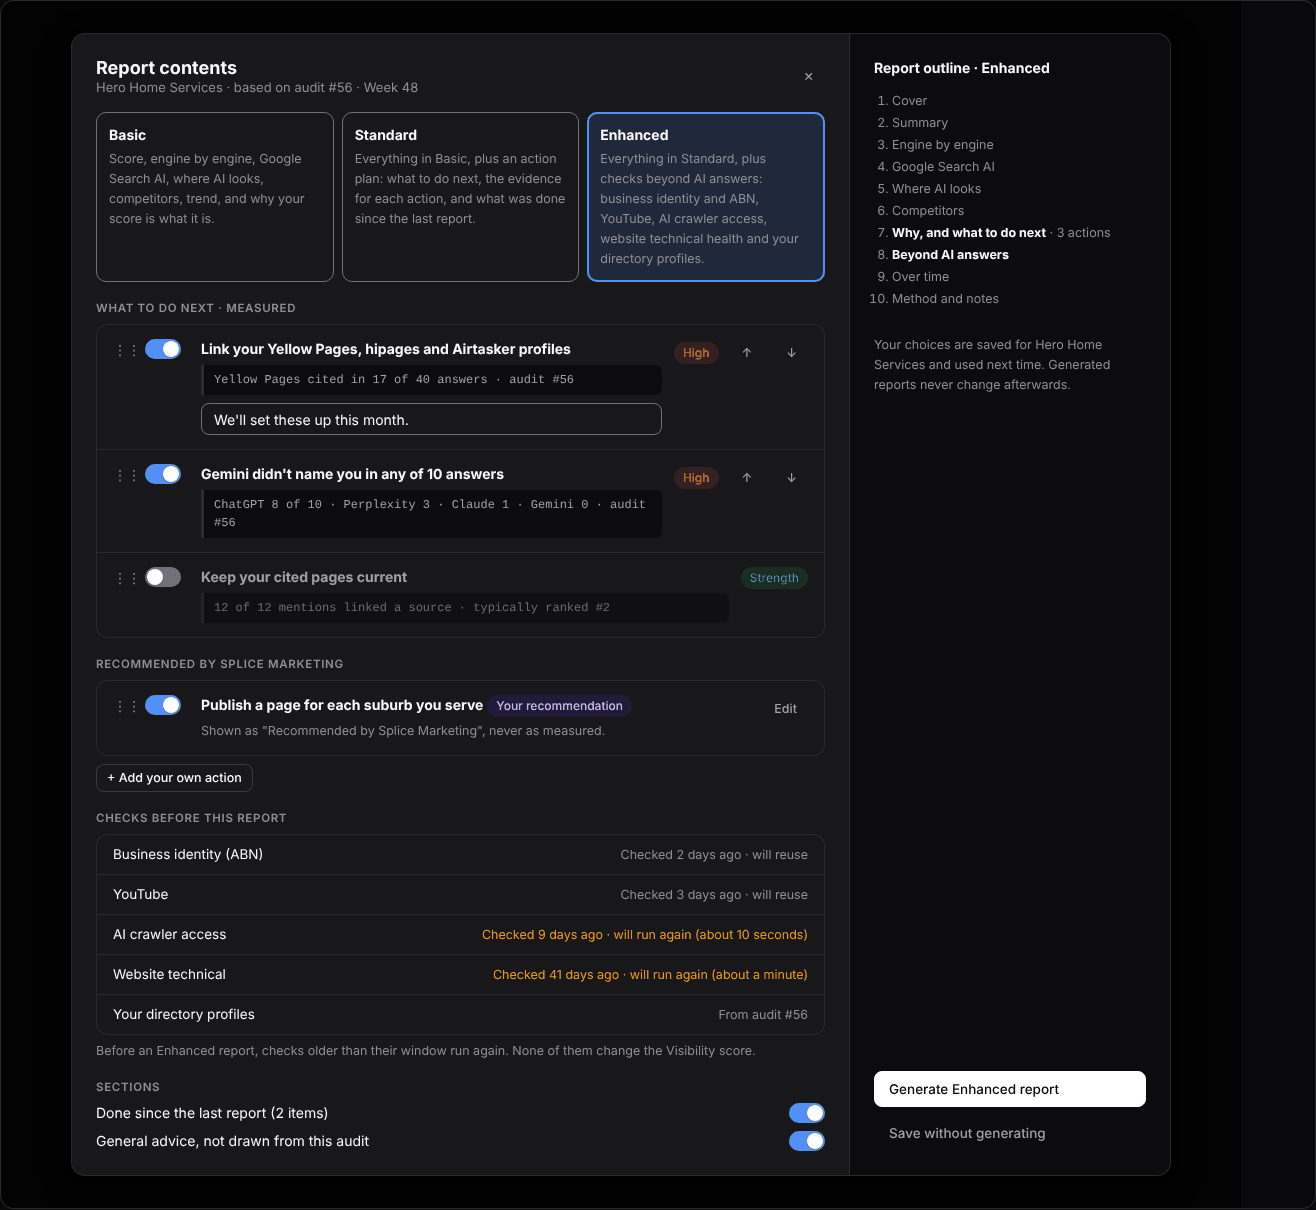 Report contents
Hero Home Services · based on audit #56 · Week 48
×
Basic
Score, engine by engine, Google
Search AI, where AI looks,
competitors, trend, and why your
score is what it is.
Standard
Everything in Basic, plus an action
plan: what to do next, the evidence
for each action, and what was done
since the last report.
Enhanced
Everything in Standard, plus
checks beyond AI answers:
business identity and ABN,
YouTube, AI crawler access,
website technical health and your
directory profiles.
WHAT TO DO NEXT · MEASURED
Link your Yellow Pages, hipages and Airtasker profiles
High ↑ ↓
Yellow Pages cited in 17 of 40 answers · audit #56
We'll set these up this month.
Gemini didn't name you in any of 10 answers
High ↑ ↓
ChatGPT 8 of 10 · Perplexity 3 · Claude 1 · Gemini 0 · audit
#56
Keep your cited pages current
Strength
12 of 12 mentions linked a source · typically ranked #2
RECOMMENDED BY SPLICE MARKETING
Publish a page for each suburb you serve Your recommendation
Edit
Shown as "Recommended by Splice Marketing", never as measured.
+ Add your own action
CHECKS BEFORE THIS REPORT
Business identity (ABN) Checked 2 days ago · will reuse
YouTube Checked 3 days ago · will reuse
AI crawler access Checked 9 days ago · will run again (about 10 seconds)
Website technical Checked 41 days ago · will run again (about a minute)
Your directory profiles From audit #56
Before an Enhanced report, checks older than their window run again. None of them change the Visibility score.
SECTIONS
Done since the last report (2 items)
General advice, not drawn from this audit
Report outline · Enhanced
1. Cover
2. Summary
3. Engine by engine
4. Google Search AI
5. Where AI looks
6. Competitors
7. Why, and what to do next · 3 actions
8. Beyond AI answers
9. Over time
10. Method and notes
Your choices are saved for Hero Home
Services and used next time. Generated
reports never change afterwards.
Generate Enhanced report
Save without generating